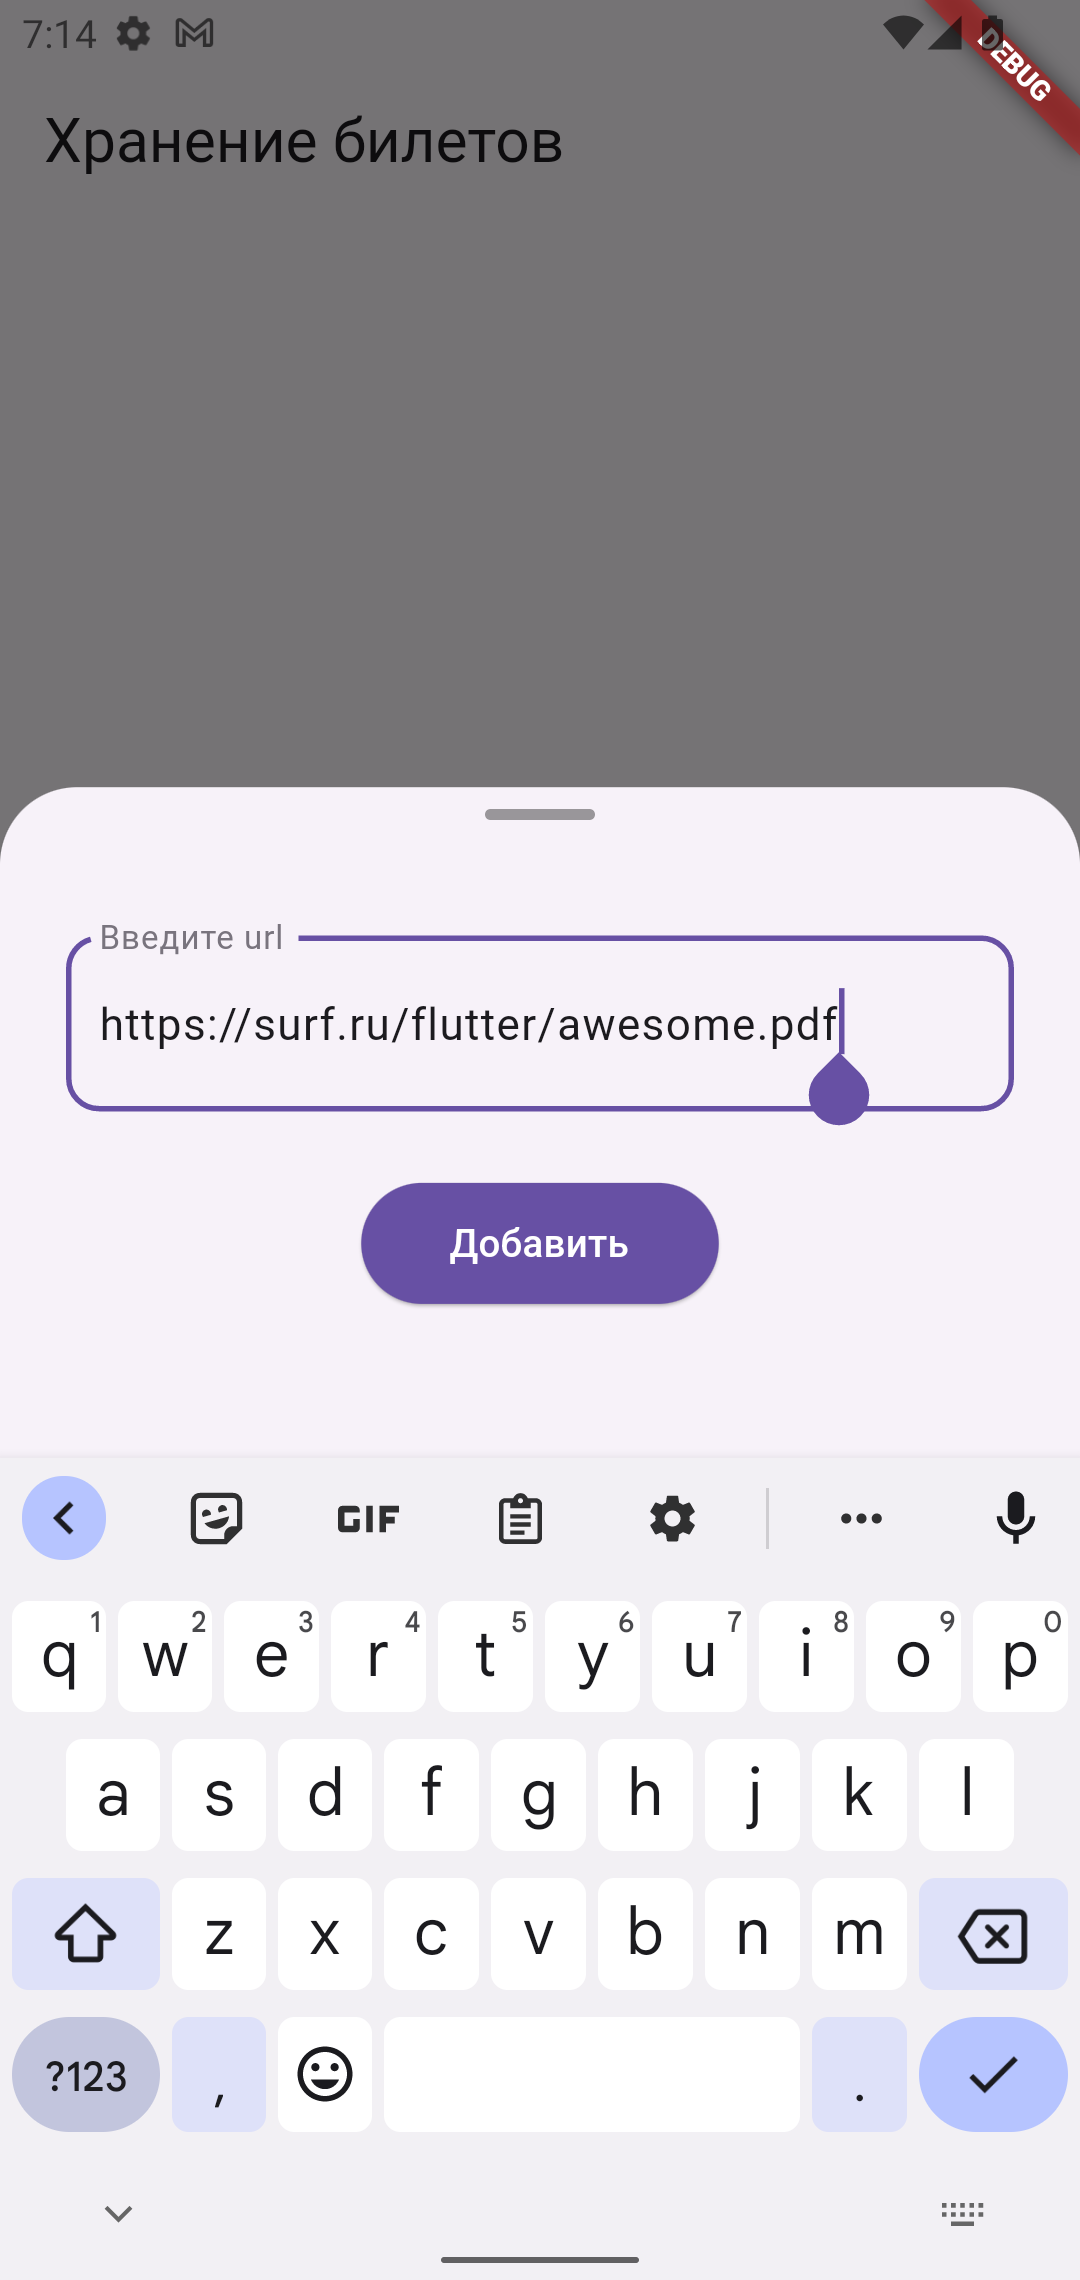 7:14
DEBUG
Хранение билетов
Введите url
https://surf.ru/flutter/awesome.pdf
Добавить
GIF
q 1 w 2 e 3 r 4 t 5 y 6 u 7 i 8 o 9 p 0
a s d f g h j k l
z x c v b n m
?123 , .